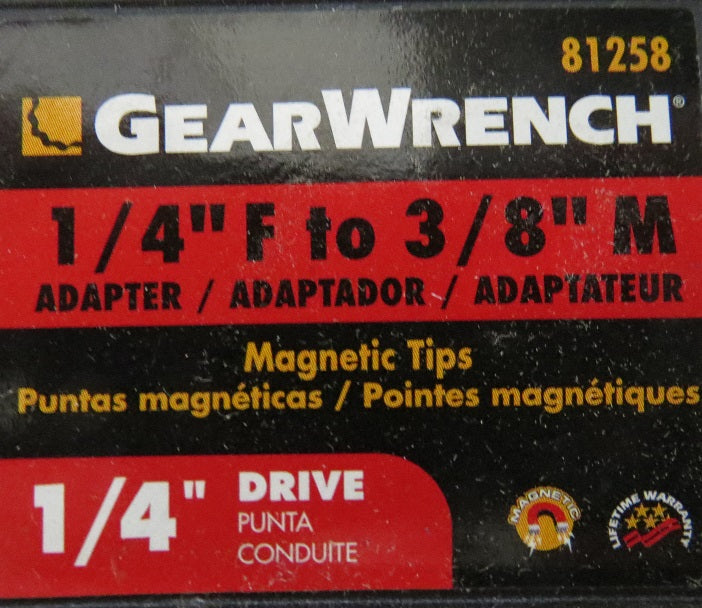 81258
GEARWRENCH®
1/4" F to 3/8" M
ADAPTER / ADAPTADOR / ADAPTATEUR
Magnetic Tips
Puntas magnéticas / Pointes magnétiques
1/4" DRIVE
PUNTA
CONDUITE
MAGNETIC
LIFETIME WARRANTY